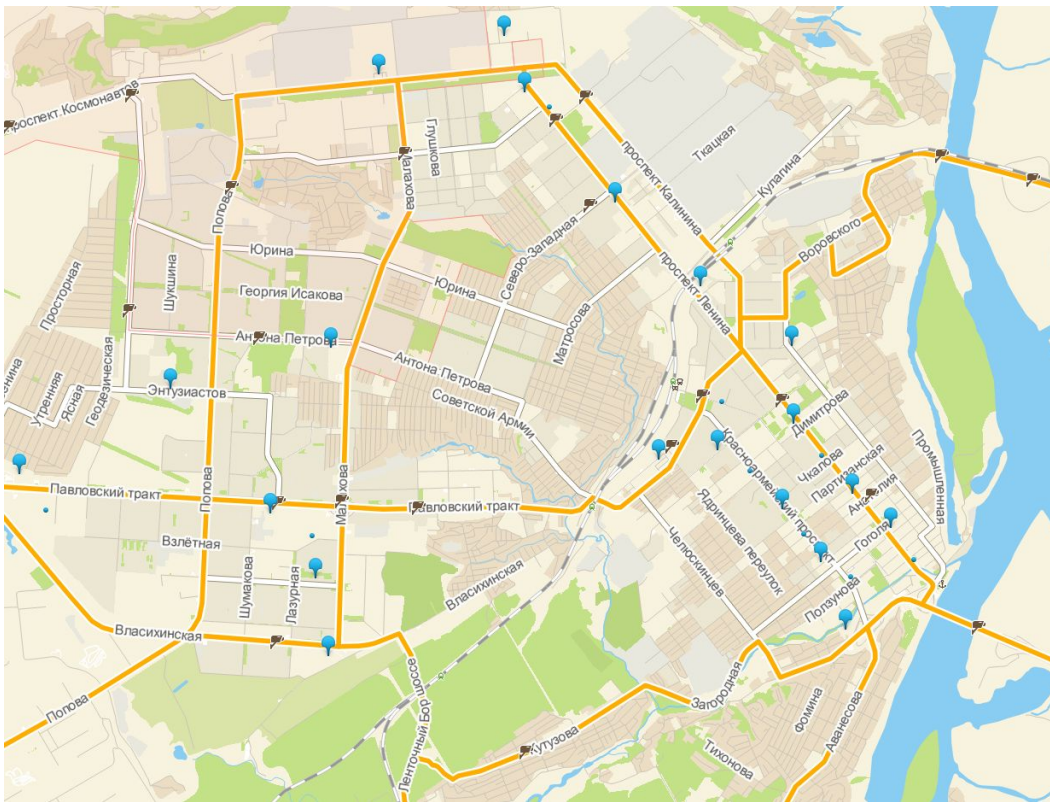 проспект Космонавтов
Глушкова
Малахова
Попова
проспект Калинина
Ткацкая
Кулагина
Воровского
Просторная
Шукшина
Юрина
Юрина
Георгия Исакова
Северо-Западная
проспект Ленина
Матросова
Антона Петрова
Антона Петрова
Утренняя
Ясная
Геодезическая
Энтузиастов
Советской Армии
Димитрова
Промышленная
Красноармейский проспект
Чкалова
Партизанская
Анатолия
Гоголя
Павловский тракт
Попова
Малахова
Павловский тракт
Ядринцева переулок
Челюскинцев
Взлётная
Шумакова
Лазурная
Власихинская
Ползунова
Власихинская
Попова
Ленточный Бор шоссе
Загородная
Кутузова
Фомина
Аванесова
Тихонова